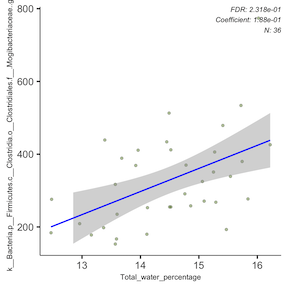 800
600
400
200
k__Bacteria.p__Firmicutes.c__Clostridia.o__Clostridiales.f__Mogibacteriaceae..g
FDR: 2.318e-01
N: 36
13
14
15
16
Total_water_percentage